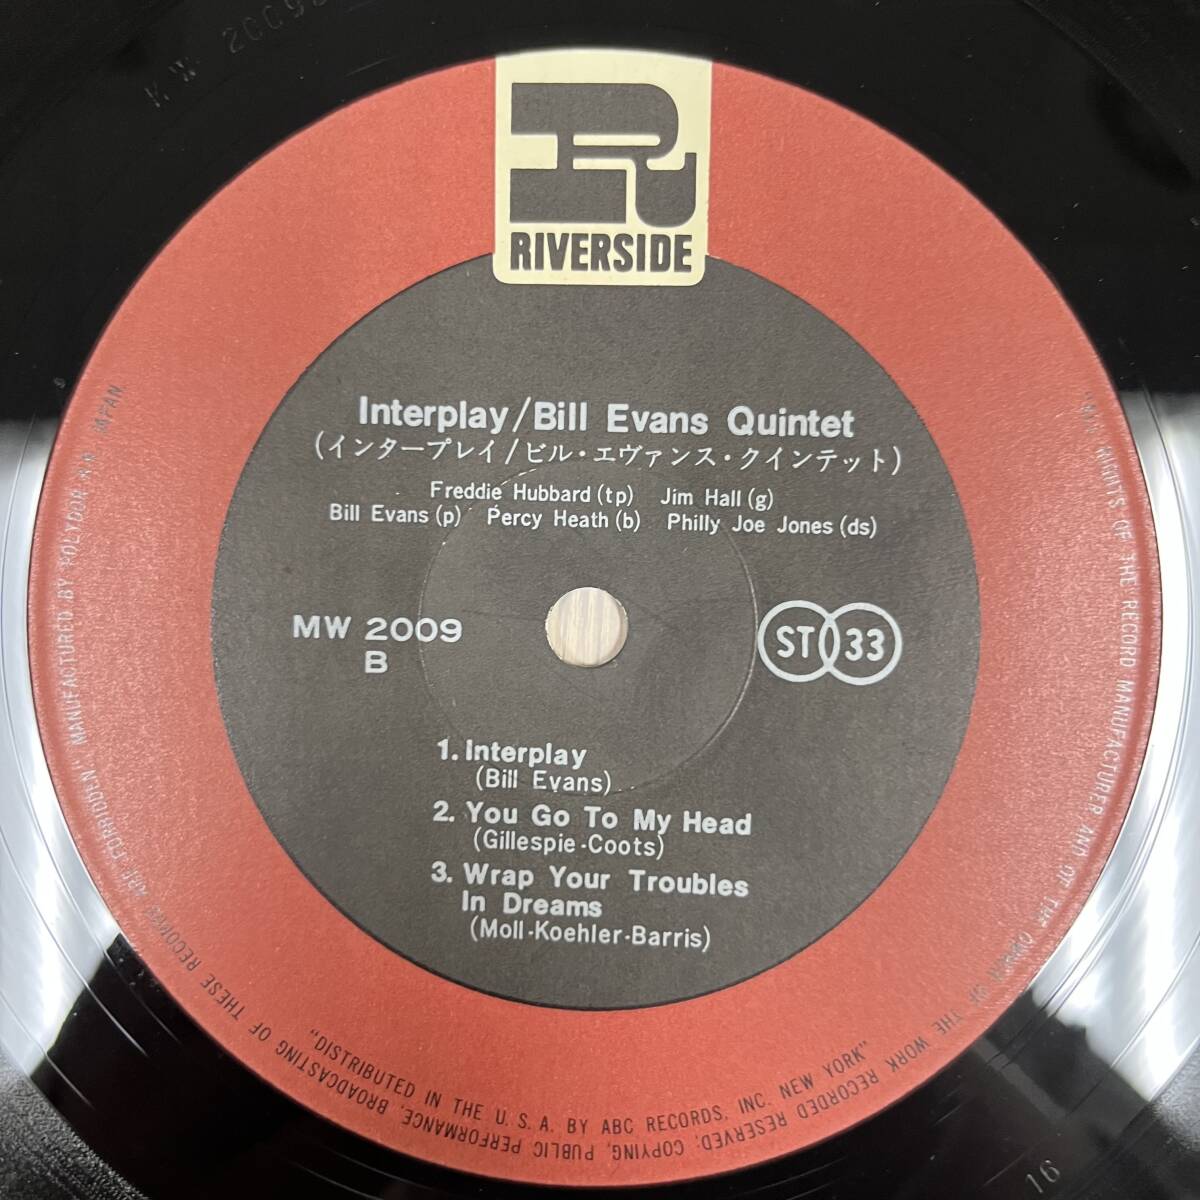 RIVERSIDE
Interplay/Bill Evans Quintet
(インタープレイ/ビル・エヴァンス・クインテット)
Freddie Hubbard (tp) Jim Hall (g)
Bill Evans (p) Percy Heath (b) Philly Joe Jones (ds)
MW 2009
B
ST 33
1. Interplay
(Bill Evans)
2. You Go To My Head
(Gillespie-Coots)
3. Wrap Your Troubles
In Dreams
(Moll-Koehler-Barris)
RIGHTS OF THE RECORD MANUFACTURER AND OF THE OWNER OF THE WORK RECORDED RESERVED. COPYING, PUBLIC PERFORMANCE, BROADCASTING OF THESE RECORDS ARE FORBIDDEN" MANUFACTURED BY POLYDOR K.K. JAPAN.
"DISTRIBUTED IN THE U. S. A. BY ABC RECORDS, INC. NEW YORK"
16